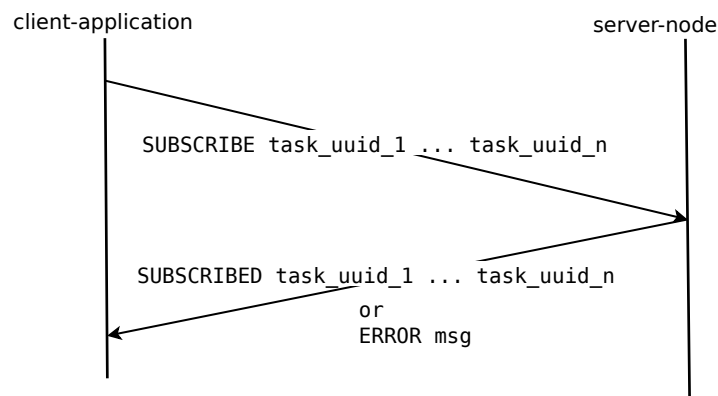 client-application
server-node
SUBSCRIBE task_uuid_1 ... task_uuid_n
SUBSCRIBED task_uuid_1 ... task_uuid_n
or
ERROR msg